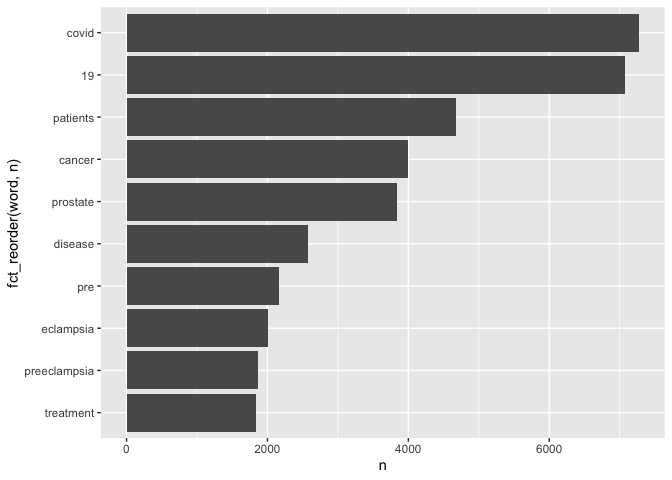 fct_reorder(word, n)
covid
19
patients
cancer
prostate
disease
pre
eclampsia
preeclampsia
treatment
0 2000 4000 6000
n